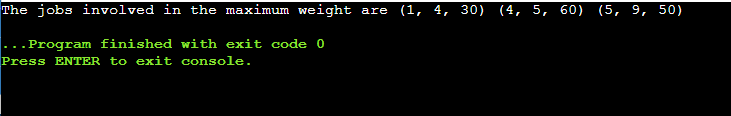 The jobs involved in the maximum weight are (1, 4, 30) (4, 5, 60) (5, 9, 50)
...Program finished with exit code 0
Press ENTER to exit console.